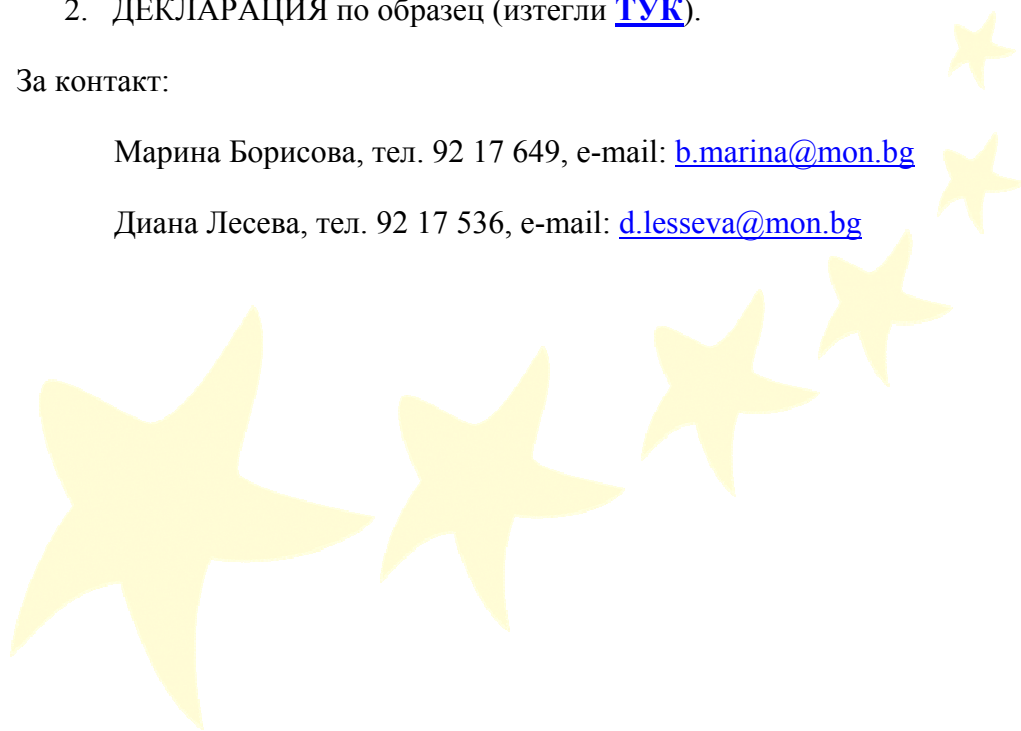 2. ДЕКЛАРАЦИЯ по образец (изтегли ТУК).
За контакт:
Марина Борисова, тел. 92 17 649, e-mail: b.marina@mon.bg
Диана Лесева, тел. 92 17 536, e-mail: d.lesseva@mon.bg